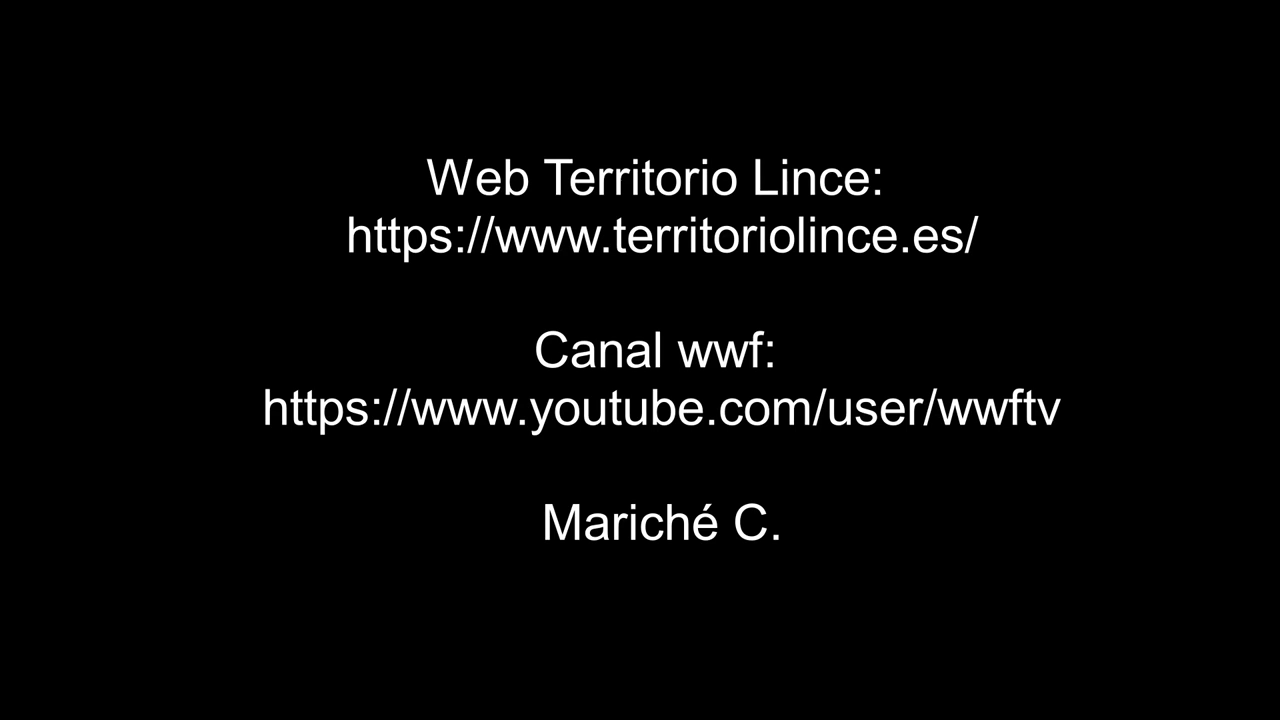 Web Territorio Lince:
https://www.territoriolince.es/
Canal wwf:
https://www.youtube.com/user/wwftv
Mariché C.